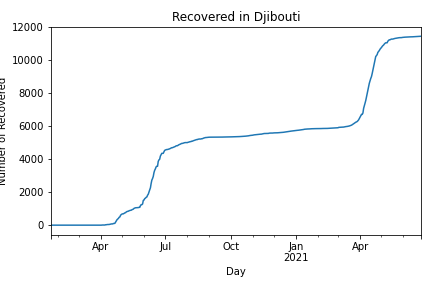 Recovered in Djibouti
12000
10000
8000
6000
4000
2000
0
Number of Recovered
Apr
Jul
Oct
Jan
2021
Apr
Day